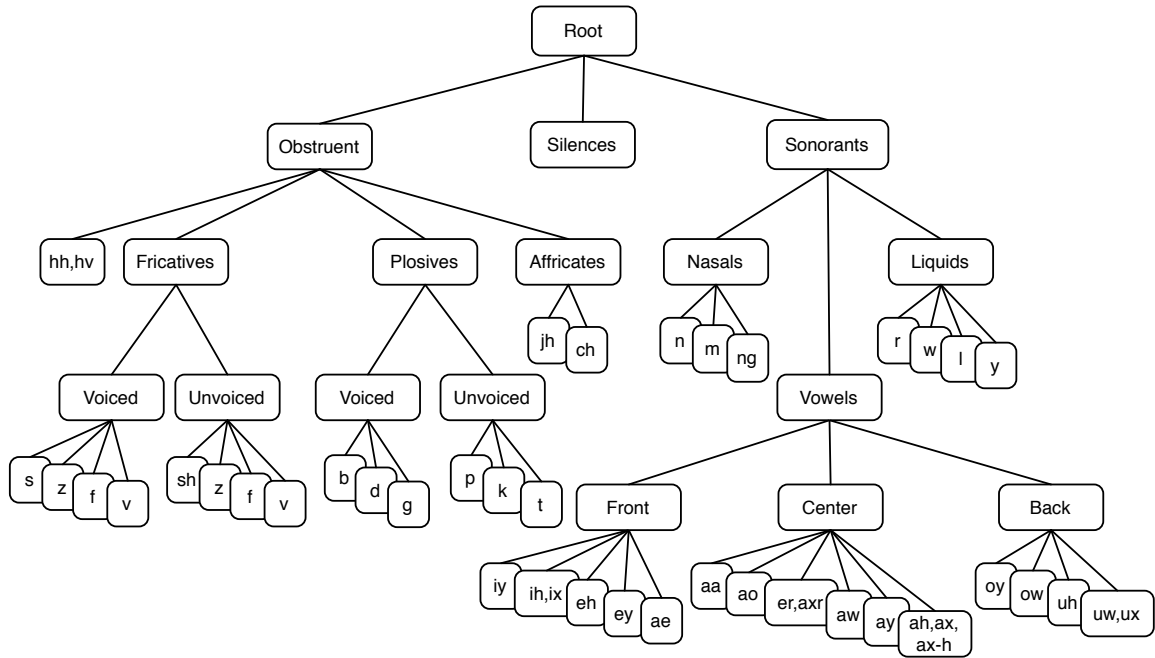 Root
Obstruent
Silences
Sonorants
hh,hv
Fricatives
Plosives
Affricates
Nasals
Liquids
jh
ch
n
m
ng
r
w
l
y
Voiced
Unvoiced
Voiced
Unvoiced
Vowels
s
z
f
v
sh
z
f
v
b
d
g
p
k
t
Front
Center
Back
iy
ih,ix
eh
ey
ae
aa
ao
er,axr
aw
ay
ah,ax,
ax-h
oy
ow
uh
uw,ux